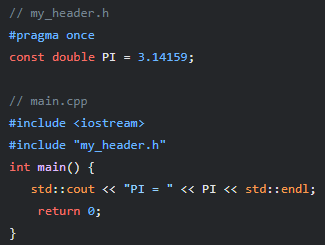 // my_header.h
#pragma once
const double PI = 3.14159;

// main.cpp
#include <iostream>
#include "my_header.h"
int main() {
   std::cout << "PI = " << PI << std::endl;
    return 0;
}